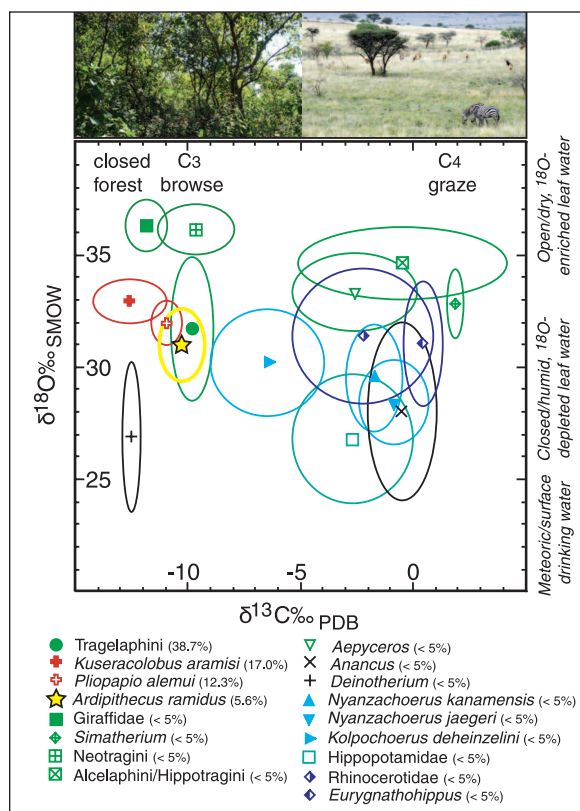 closed
forest
C3
browse
C4
graze
35
30
25
-10
-5
0
δ18O‰ SMOW
δ13C‰ PDB
Open/dry, 18O-
enriched leaf water
Closed/humid, 18O-
depleted leaf water
Meteoric/surface
drinking water
Tragelaphini (38.7%)
Kuseracolobus aramisi (17.0%)
Pliopapio alemui (12.3%)
Ardipithecus ramidus (5.6%)
Giraffidae (< 5%)
Simatherium (< 5%)
Neotragini (< 5%)
Alcelaphini/Hippotragini (< 5%)
Aepyceros (< 5%)
Anancus (< 5%)
Deinotherium (< 5%)
Nyanzachoerus kanamensis (< 5%)
Nyanzachoerus jaegeri (< 5%)
Kolpochoerus deheinzelini (< 5%)
Hippopotamidae (< 5%)
Rhinocerotidae (< 5%)
Eurygnathohippus (< 5%)